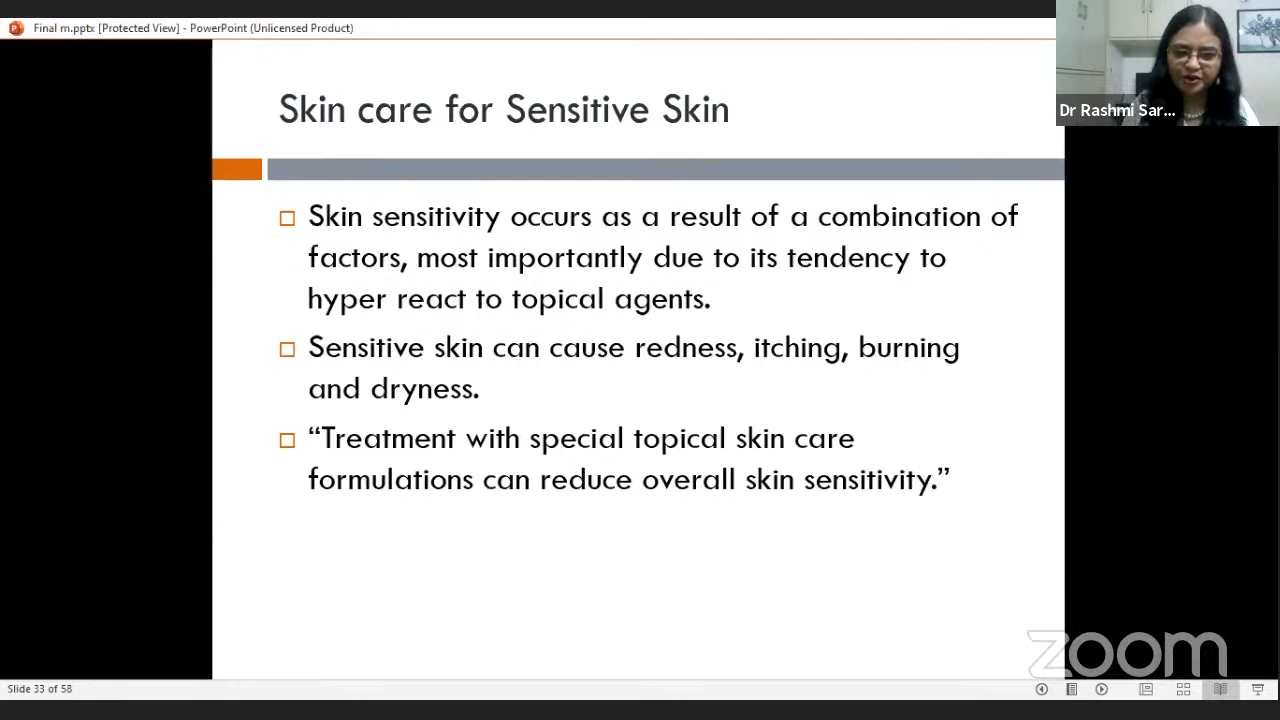 Final rn.pptx [Protected View] - PowerPoint (Unlicensed Product)
Dr Rashmi Sar...
Skin care for Sensitive Skin
Skin sensitivity occurs as a result of a combination of
factors, most importantly due to its tendency to
hyper react to topical agents.
Sensitive skin can cause redness, itching, burning
and dryness.
“Treatment with special topical skin care
formulations can reduce overall skin sensitivity.”
zoom
Slide 33 of 58